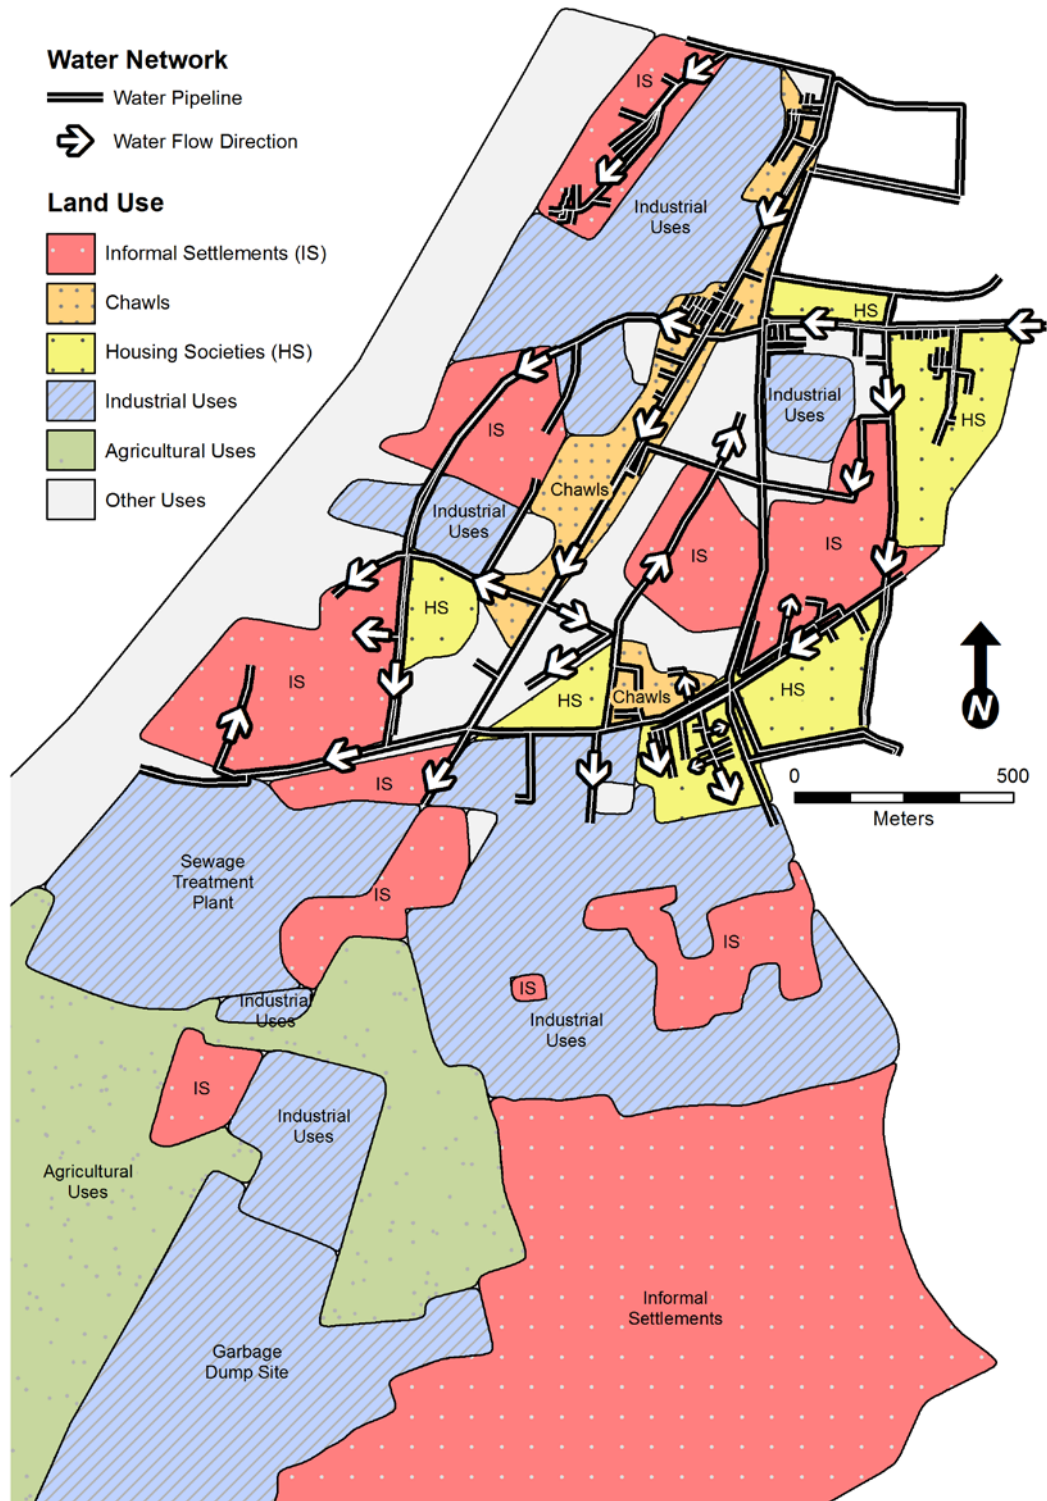 Water Network
Water Pipeline
Water Flow Direction
Land Use
Informal Settlements (IS)
Chawls
Housing Societies (HS)
Industrial Uses
Agricultural Uses
Other Uses
IS
Industrial
Uses
HS
Industrial
Uses
HS
IS
Chawls
Industrial
Uses
IS
IS
HS
IS
HS
Chawls
HS
N
IS
0
500
Meters
Sewage
Treatment
Plant
IS
IS
IS
Industrial
Uses
Industrial
Uses
IS
Industrial
Uses
Agricultural
Uses
Informal
Settlements
Garbage
Dump Site